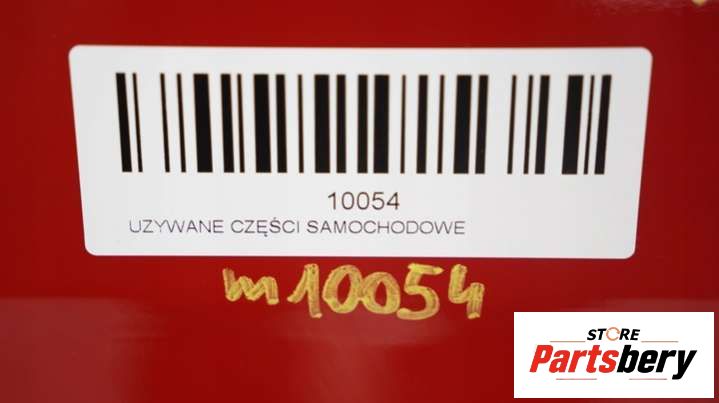 10054
UZYWANE CZĘŚCI SAMOCHODOWE
m10054
STORE
Partsbery